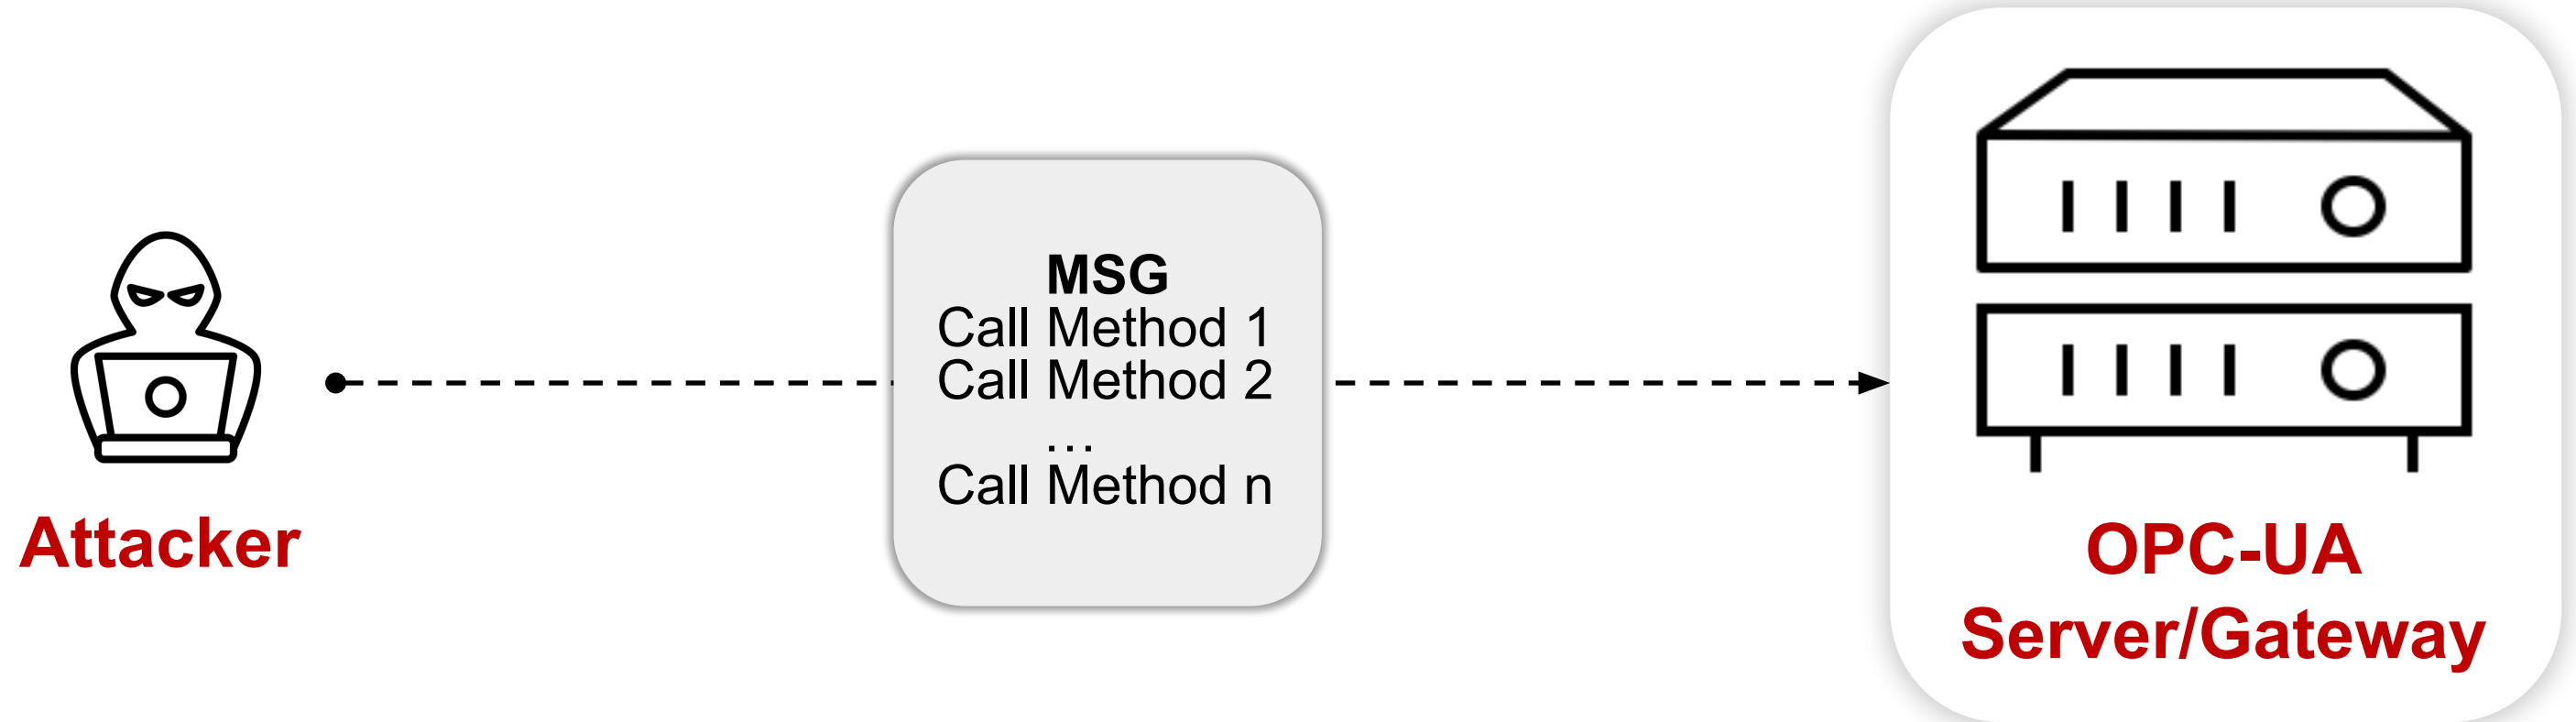 MSG
Call Method 1
Call Method 2
...
Call Method n
Attacker
OPC-UA
Server/Gateway